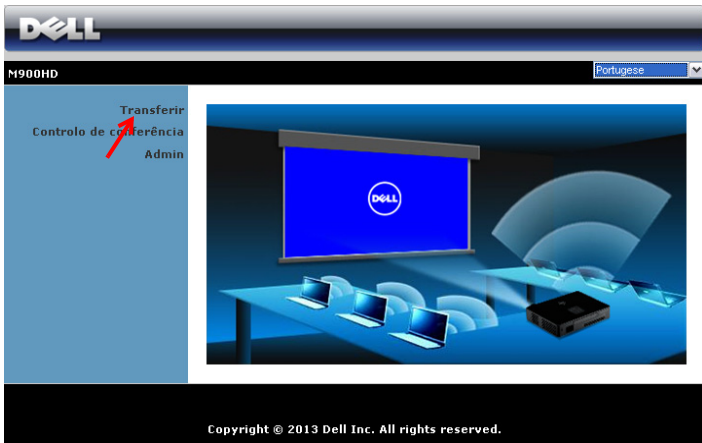 DELL
M900HD
Portugese
Transferir
Controlo de conferência
Admin
DELL
Copyright © 2013 Dell Inc. All rights reserved.